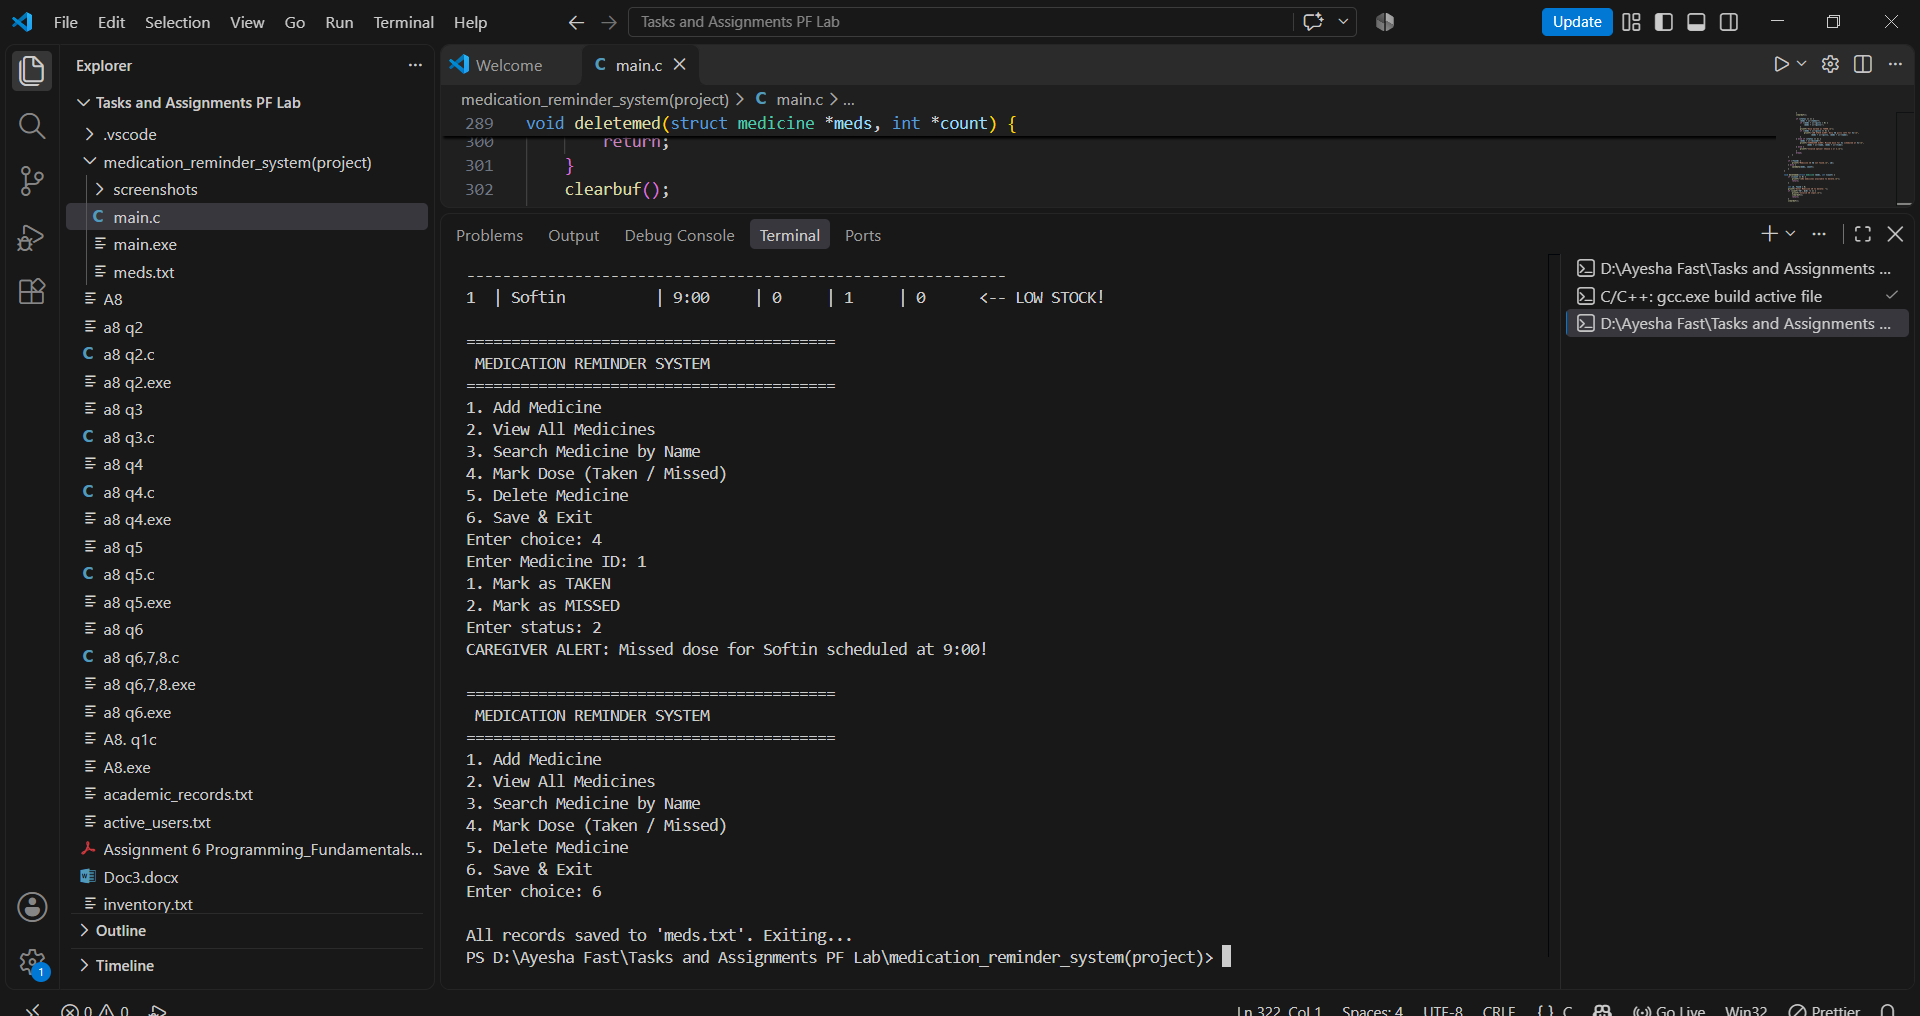 File Edit Selection View Go Run Terminal Help
Tasks and Assignments PF Lab
Update
Explorer
Tasks and Assignments PF Lab
.vscode
medication_reminder_system(project)
screenshots
C main.c
main.exe
meds.txt
A8
a8 q2
C a8 q2.c
a8 q2.exe
a8 q3
C a8 q3.c
a8 q4
C a8 q4.c
a8 q4.exe
a8 q5
C a8 q5.c
a8 q5.exe
a8 q6
C a8 q6,7,8.c
a8 q6,7,8.exe
a8 q6.exe
A8. q1c
A8.exe
academic_records.txt
active_users.txt
Assignment 6 Programming_Fundamentals...
Doc3.docx
inventory.txt
Outline
Timeline
1
Welcome
C main.c
medication_reminder_system(project) > C main.c > ...
289 void deletemed(struct medicine *meds, int *count) {
300 return;
301 }
302 clearbuf();
Problems Output Debug Console Terminal Ports
------------------------------------------------------------
1 | Softin | 9:00 | 0 | 1 | 0 <-- LOW STOCK!
=========================================
MEDICATION REMINDER SYSTEM
=========================================
1. Add Medicine
2. View All Medicines
3. Search Medicine by Name
4. Mark Dose (Taken / Missed)
5. Delete Medicine
6. Save & Exit
Enter choice: 4
Enter Medicine ID: 1
1. Mark as TAKEN
2. Mark as MISSED
Enter status: 2
CAREGIVER ALERT: Missed dose for Softin scheduled at 9:00!
=========================================
MEDICATION REMINDER SYSTEM
=========================================
1. Add Medicine
2. View All Medicines
3. Search Medicine by Name
4. Mark Dose (Taken / Missed)
5. Delete Medicine
6. Save & Exit
Enter choice: 6
All records saved to 'meds.txt'. Exiting...
PS D:\Ayesha Fast\Tasks and Assignments PF Lab\medication_reminder_system(project)>
D:\Ayesha Fast\Tasks and Assignments ...
C/C++: gcc.exe build active file
D:\Ayesha Fast\Tasks and Assignments ...
0 0
Ln 322, Col 1 Spaces: 4 UTF-8 CRLF {} C Go Live Win32 Prettier